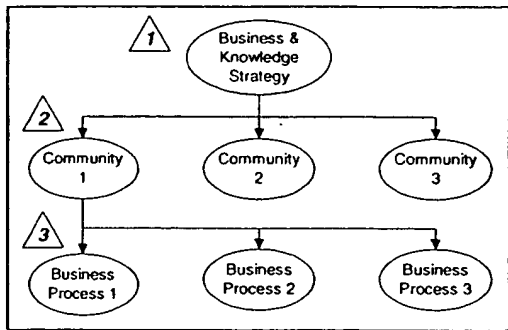 1
Business &
Knowledge
Strategy
2
Community
1
Community
2
Community
3
3
Business
Process 1
Business
Process 2
Business
Process 3